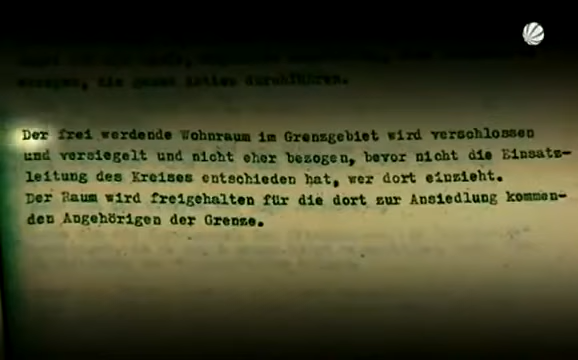 Der frei werdende Wohnraum im Grenzgebiet wird verschlossen
und versiegelt und nicht eher bezogen, bevor nicht die Einsatz-
leitung des Kreises entschieden hat, wer dort einzieht.
Der Raum wird freigehalten für die dort zur Ansiedlung kommen-
den Angehörigen der Grenze.